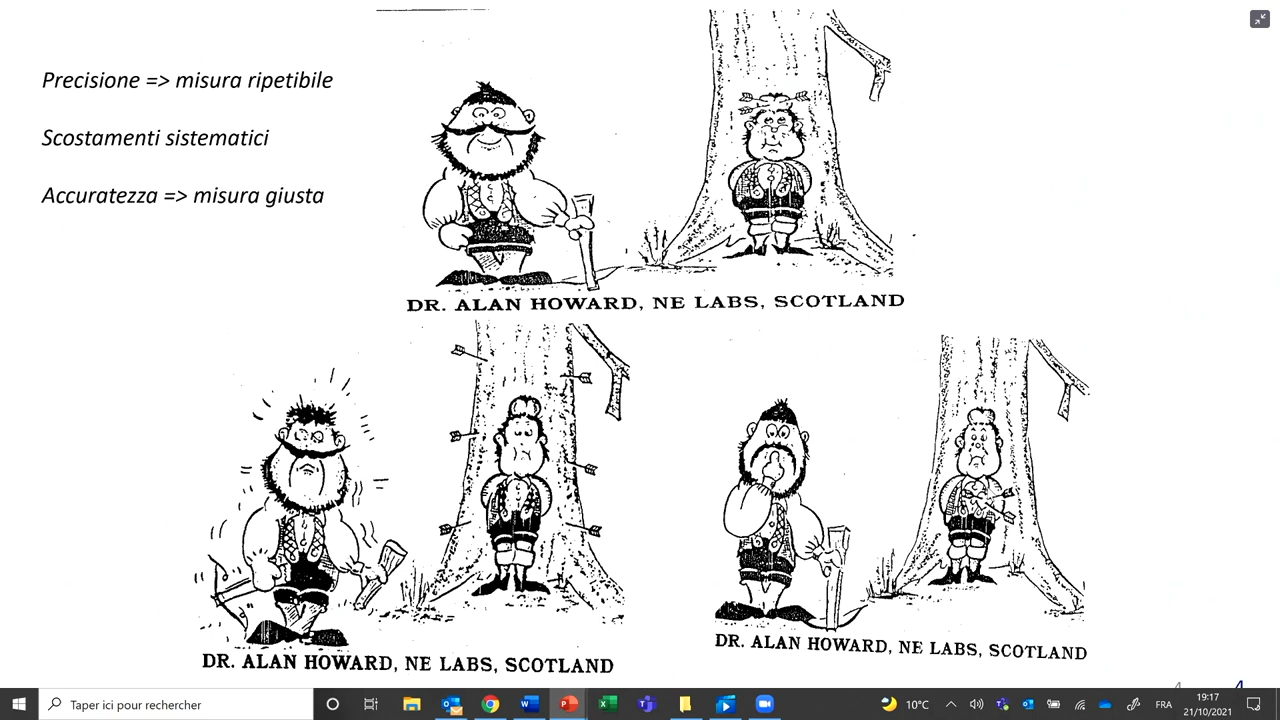 Precisione => misura ripetibile
Scostamenti sistematici
Accuratezza => misura giusta
DR. ALAN HOWARD, NE LABS, SCOTLAND
DR. ALAN HOWARD, NE LABS, SCOTLAND
DR. ALAN HOWARD, NE LABS, SCOTLAND
Taper ici pour rechercher
10°C
FRA
19:17
21/10/2021